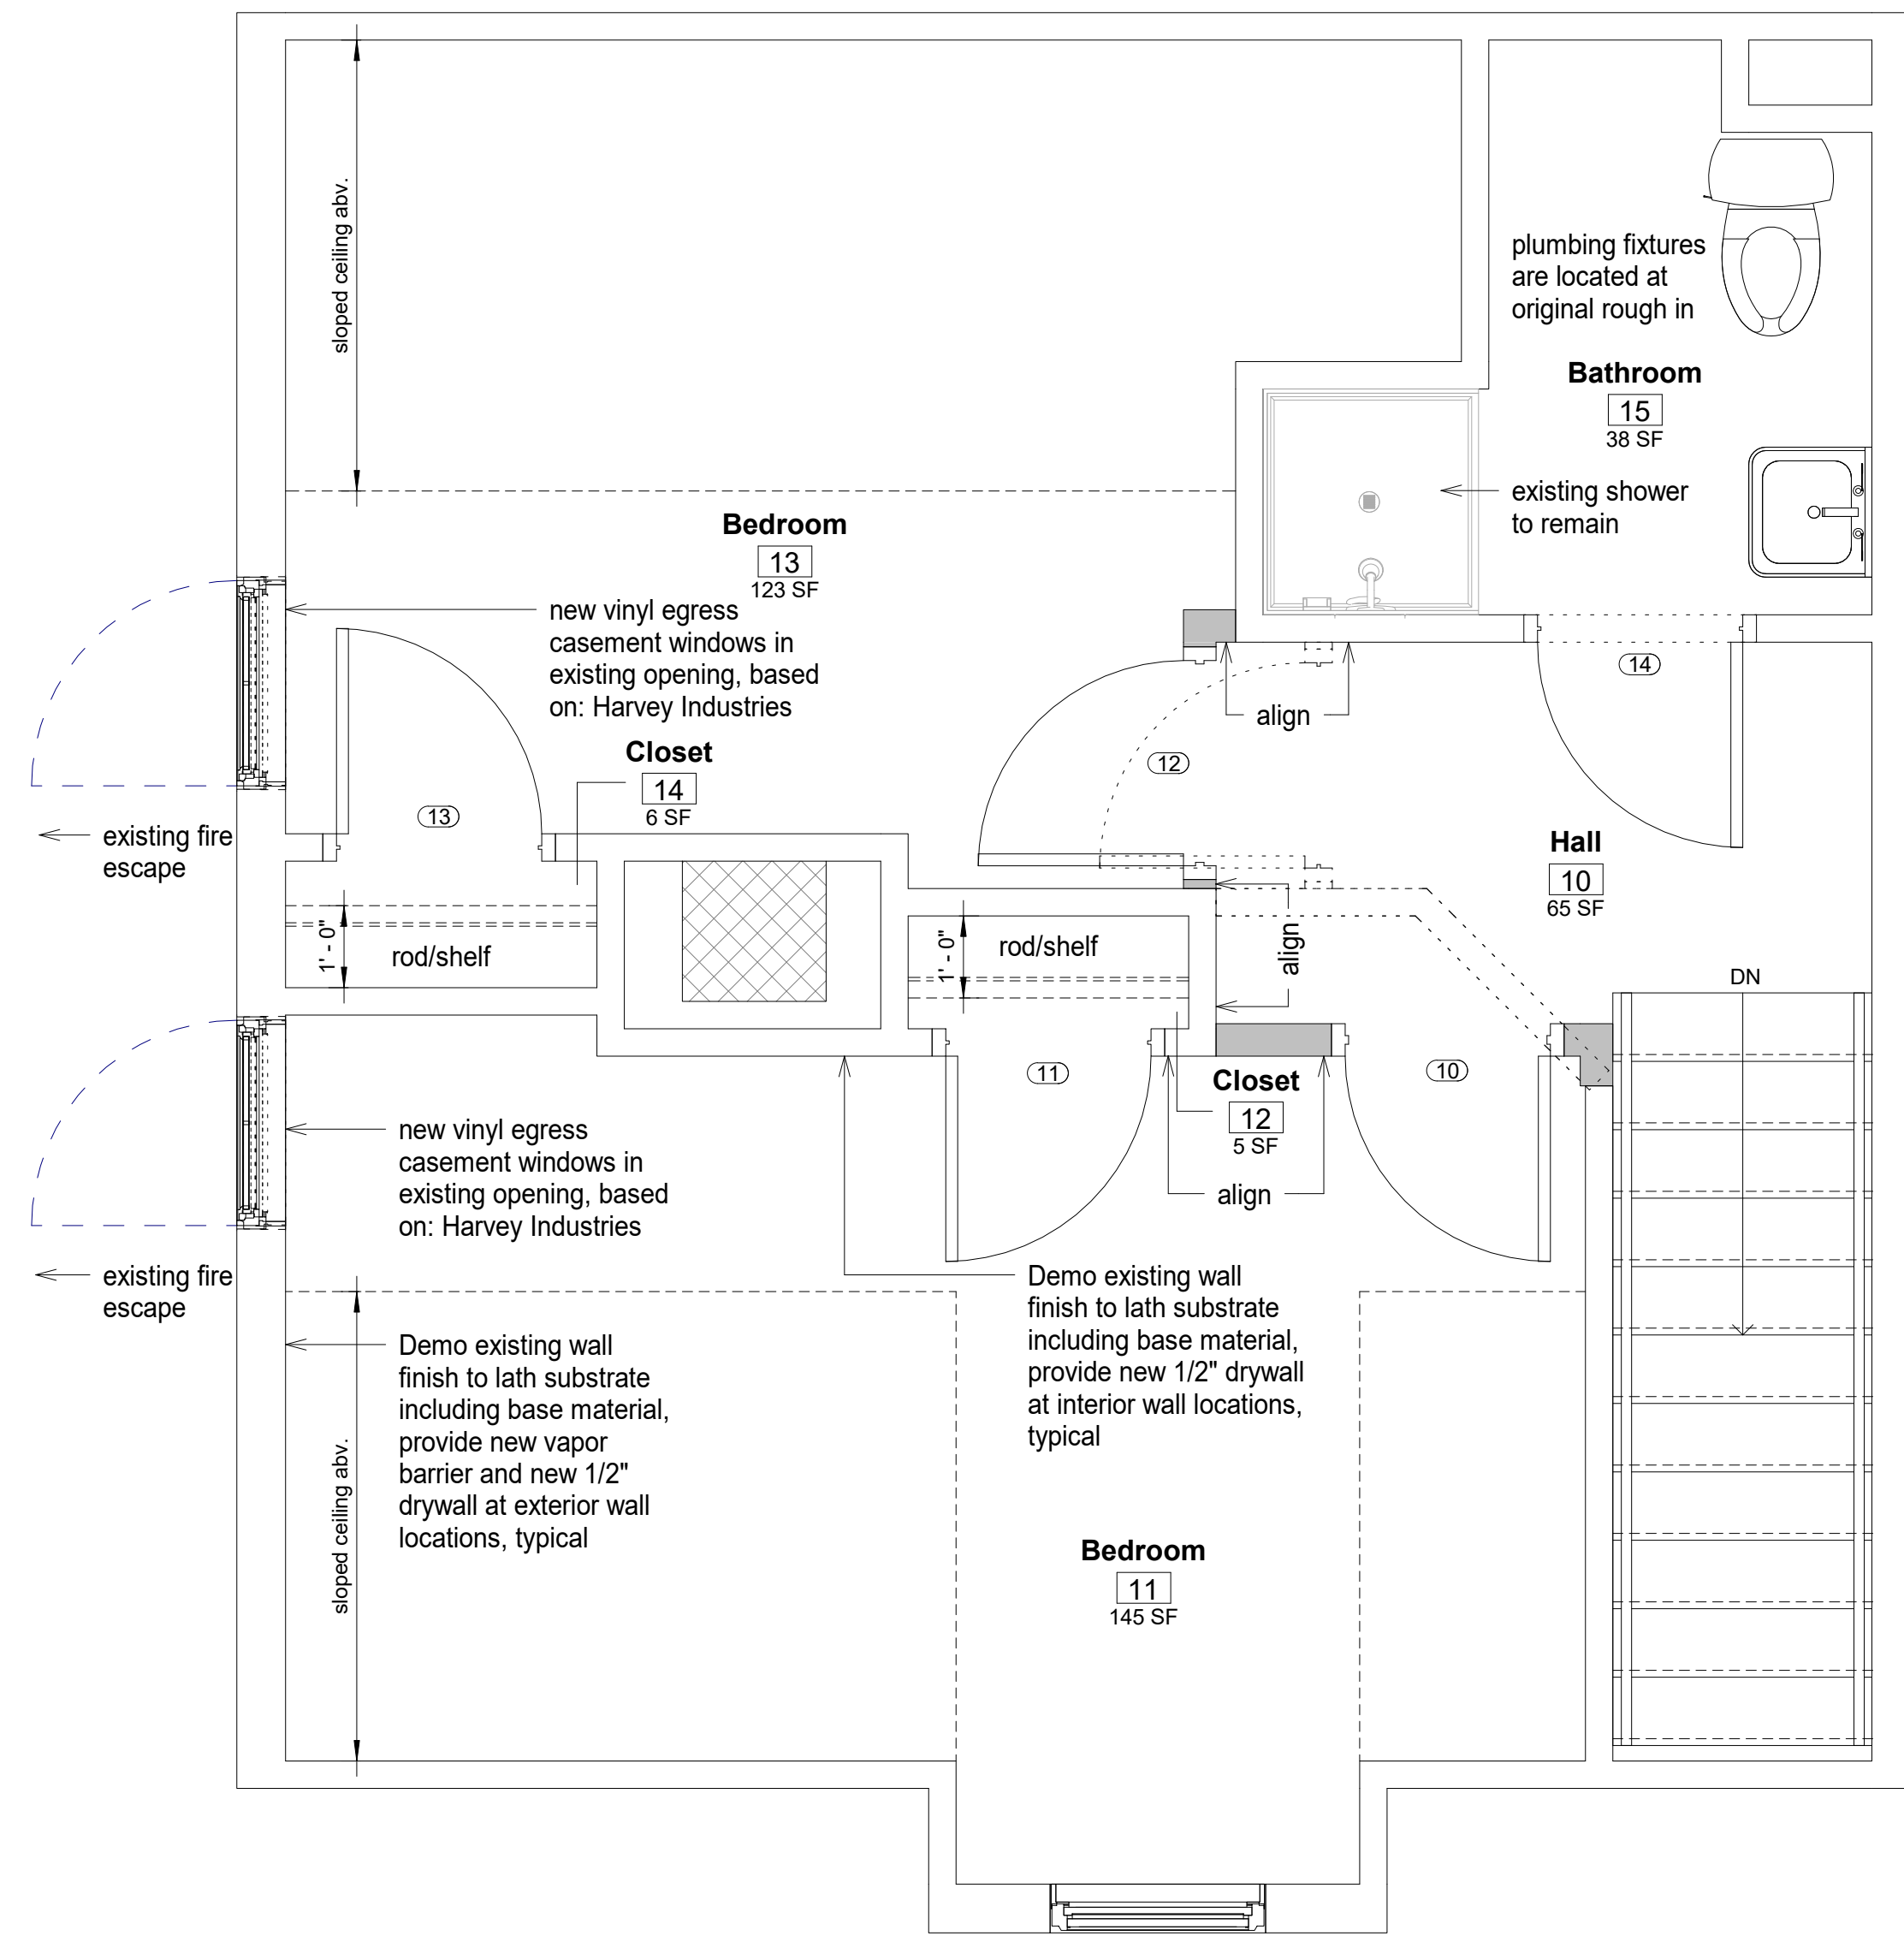 sloped ceiling abv.
plumbing fixtures
are located at
original rough in
Bathroom
15
38 SF
existing shower
to remain
Bedroom
13
123 SF
new vinyl egress
casement windows in
existing opening, based
on: Harvey Industries
align
14
12
Closet
14
6 SF
13
existing fire
escape
Hall
10
65 SF
1' - 0"
rod/shelf
1' - 0"
rod/shelf
align
DN
11
10
Closet
12
5 SF
align
new vinyl egress
casement windows in
existing opening, based
on: Harvey Industries
existing fire
escape
Demo existing wall
finish to lath substrate
including base material,
provide new 1/2" drywall
at interior wall locations,
typical
Demo existing wall
finish to lath substrate
including base material,
provide new vapor
barrier and new 1/2"
drywall at exterior wall
locations, typical
sloped ceiling abv.
Bedroom
11
145 SF